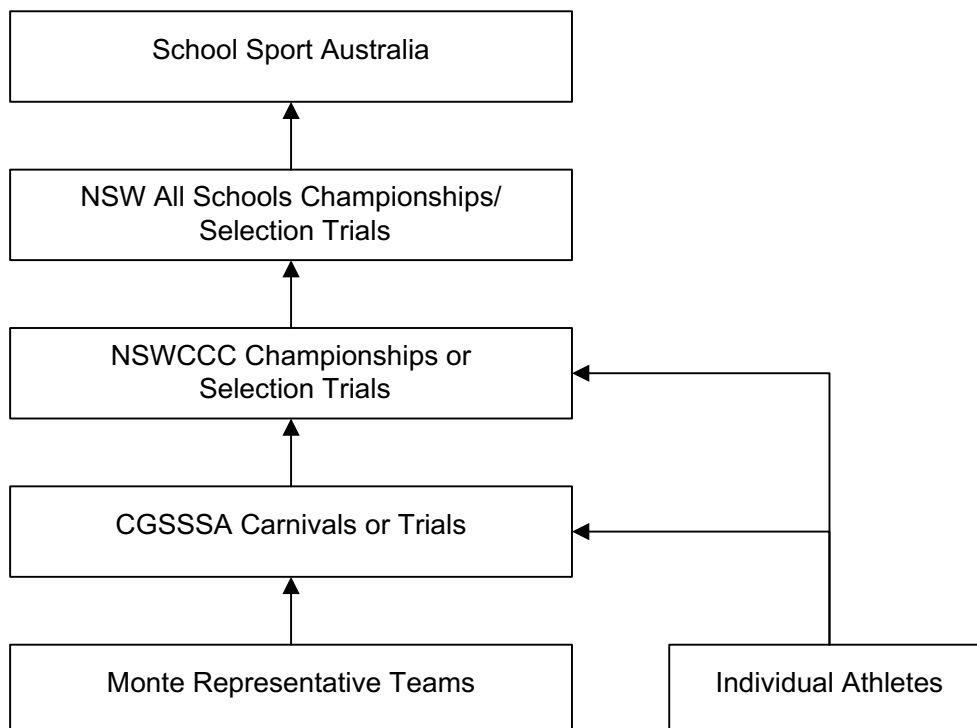 School Sport Australia
NSW All Schools Championships/
Selection Trials
NSWCCC Championships or
Selection Trials
CGSSSA Carnivals or Trials
Monte Representative Teams
Individual Athletes